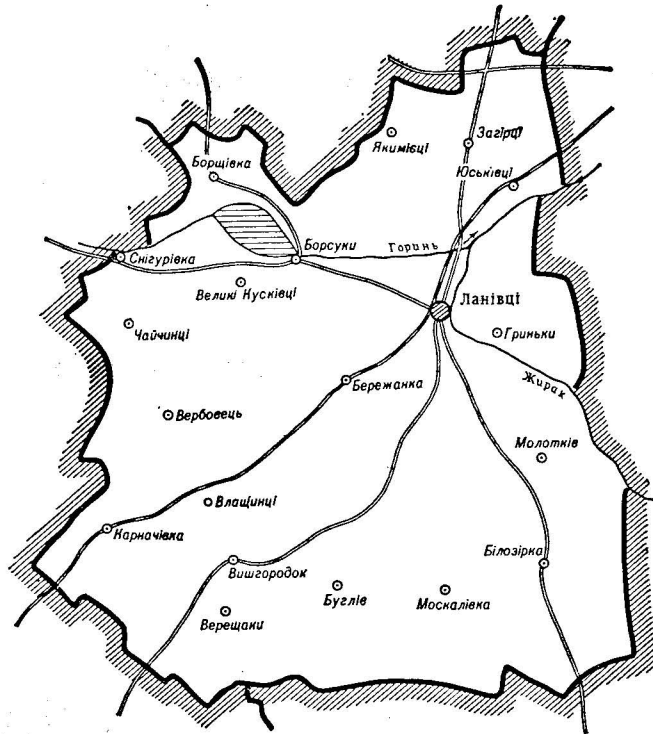 Загірці
Якимівці
Юськівці
Борщівка
Борсуки
Горинь
Снігурівка
Великі Кусківці
Ланівці
Чайчинці
Гриньки
Бережанка
Жирак
Вербовець
Молотків
Влащинці
Карначівка
Вишгородок
Білозірка
Буглів
Москалівка
Верещаки